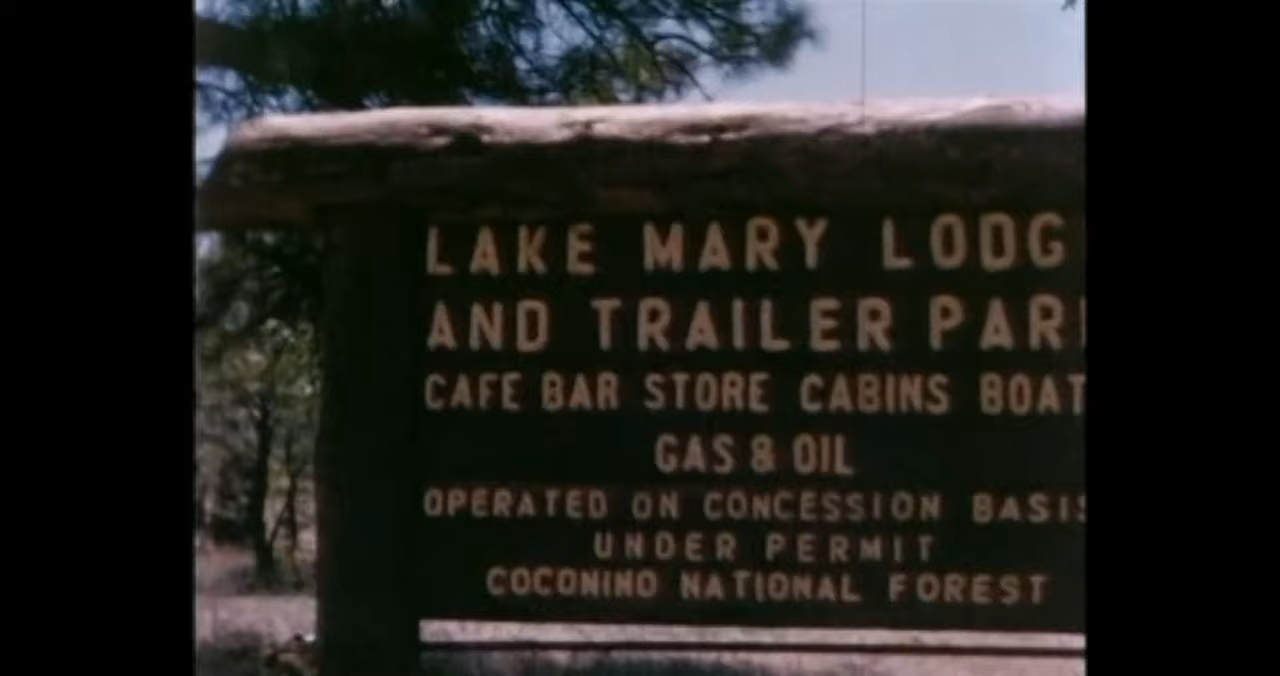 LAKE MARY LODG
AND TRAILER PAR
CAFE BAR STORE CABINS BOAT
GAS & OIL
OPERATED ON CONCESSION BASIS
UNDER PERMIT
COCONINO NATIONAL FOREST